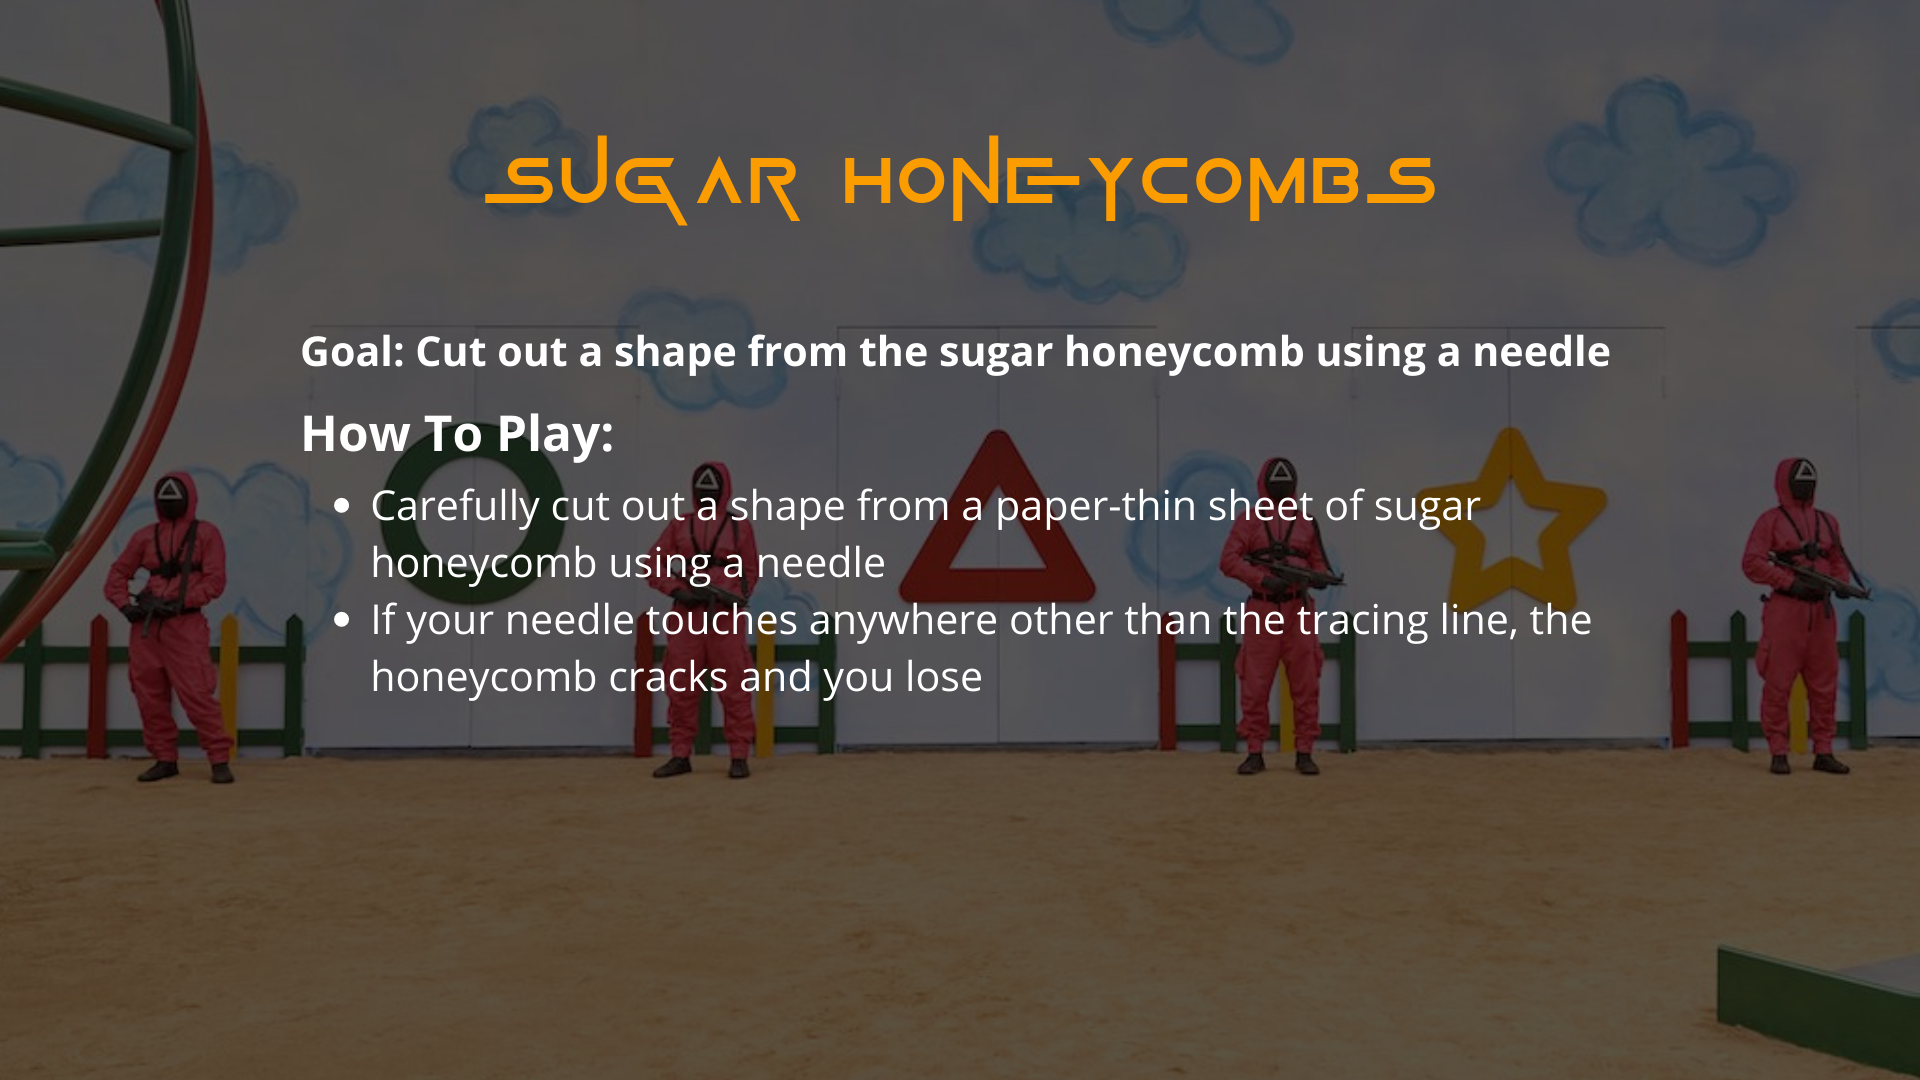 SUGAR HONEYCOMBS
Goal: Cut out a shape from the sugar honeycomb using a needle
How To Play:
• Carefully cut out a shape from a paper-thin sheet of sugar
honeycomb using a needle
• If your needle touches anywhere other than the tracing line, the
honeycomb cracks and you lose